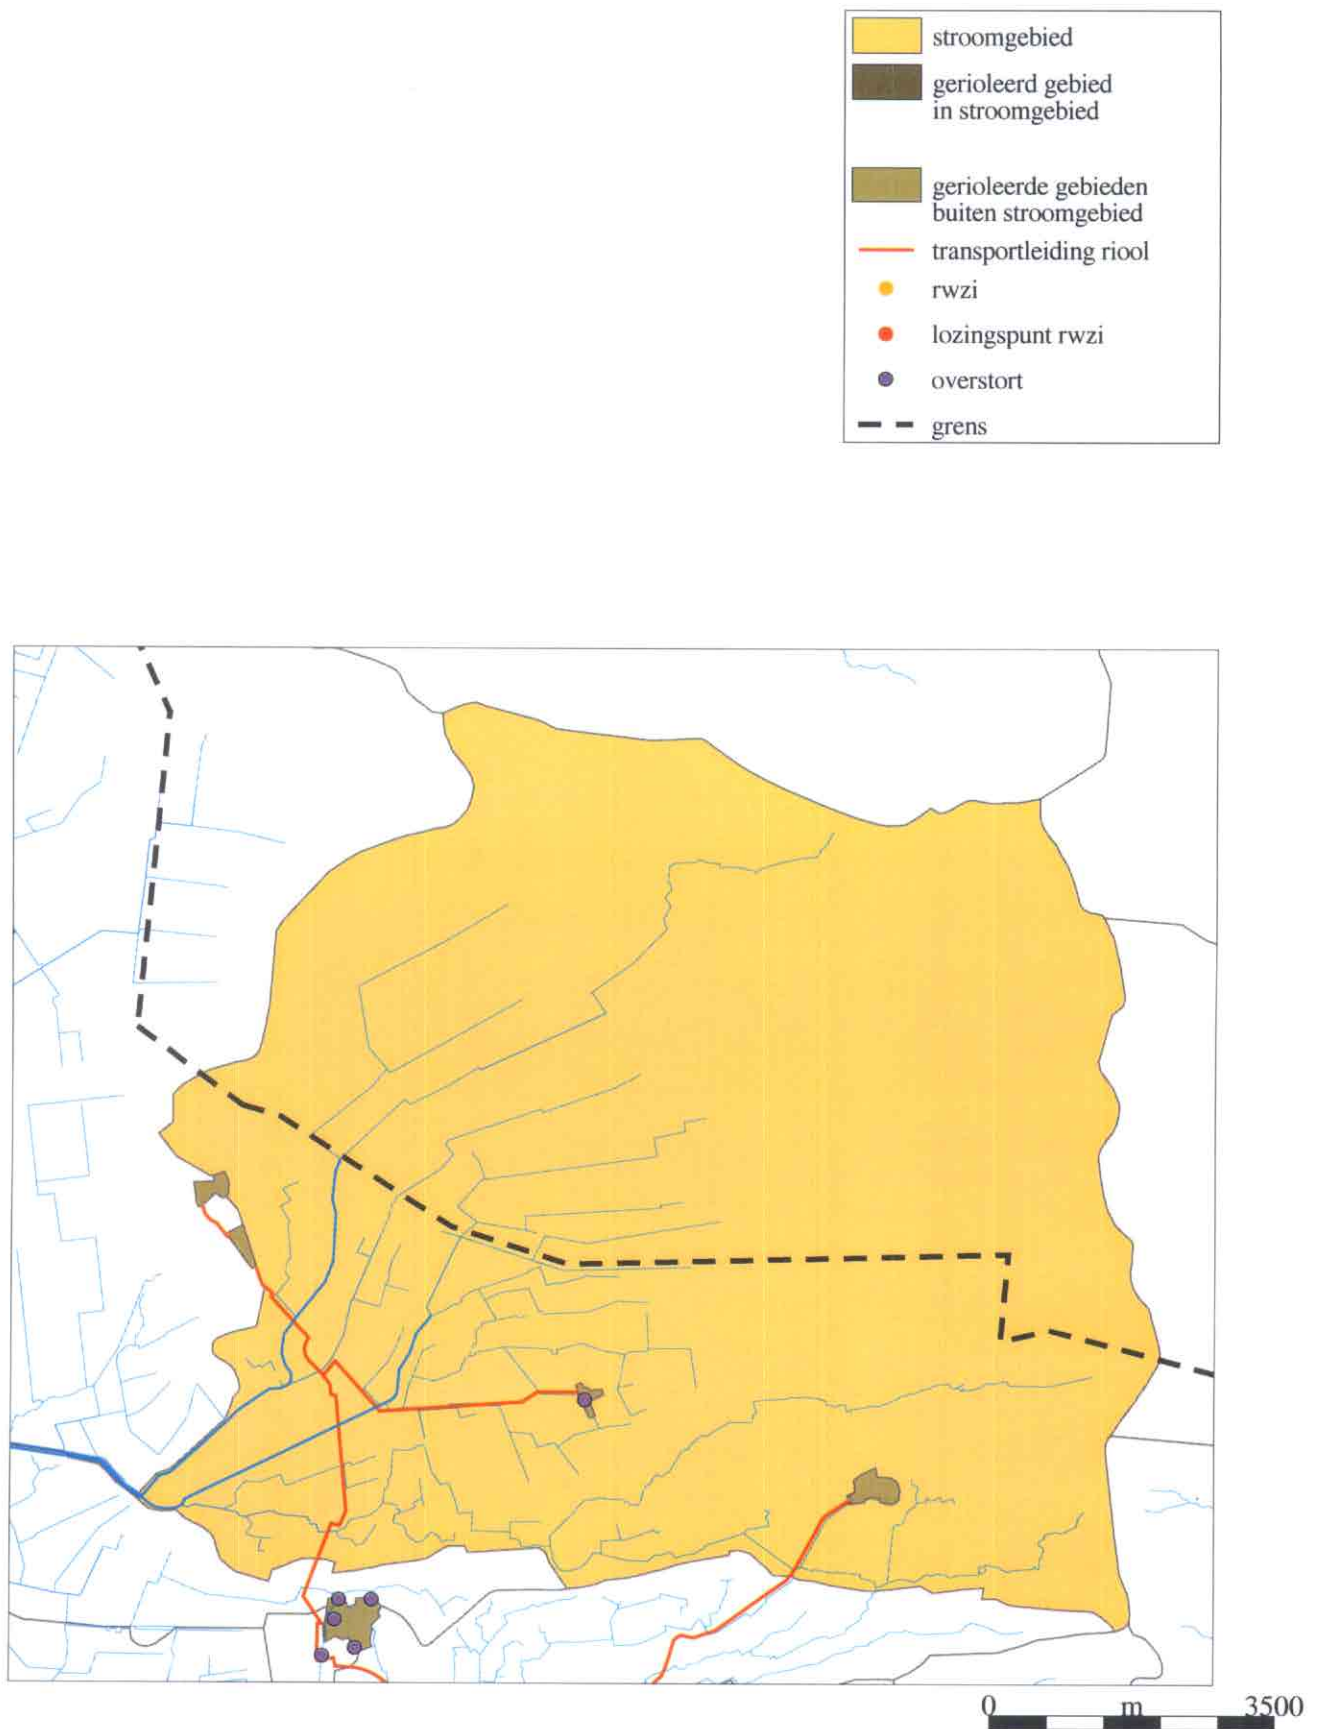 stroomgebied
gerioleerd gebied
in stroomgebied
gerioleerde gebieden
buiten stroomgebied
transportleiding riool
rwzi
lozingspunt rwzi
overstort
grens
0 m 3500